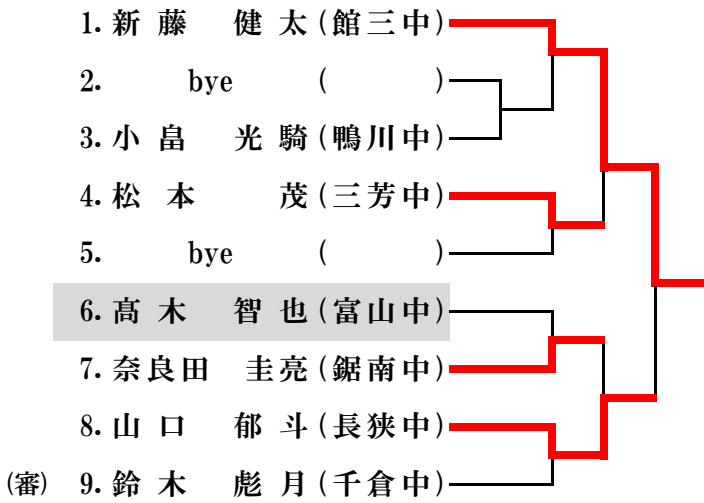 1. 新藤 健太(館三中)
2. bye ( )
3. 小畠 光騎(鴨川中)
4. 松本 茂(三芳中)
5. bye ( )
6. 髙木 智也(富山中)
7. 奈良田 圭亮(鋸南中)
8. 山口 郁斗(長狭中)
(審) 9. 鈴木 彪月(千倉中)